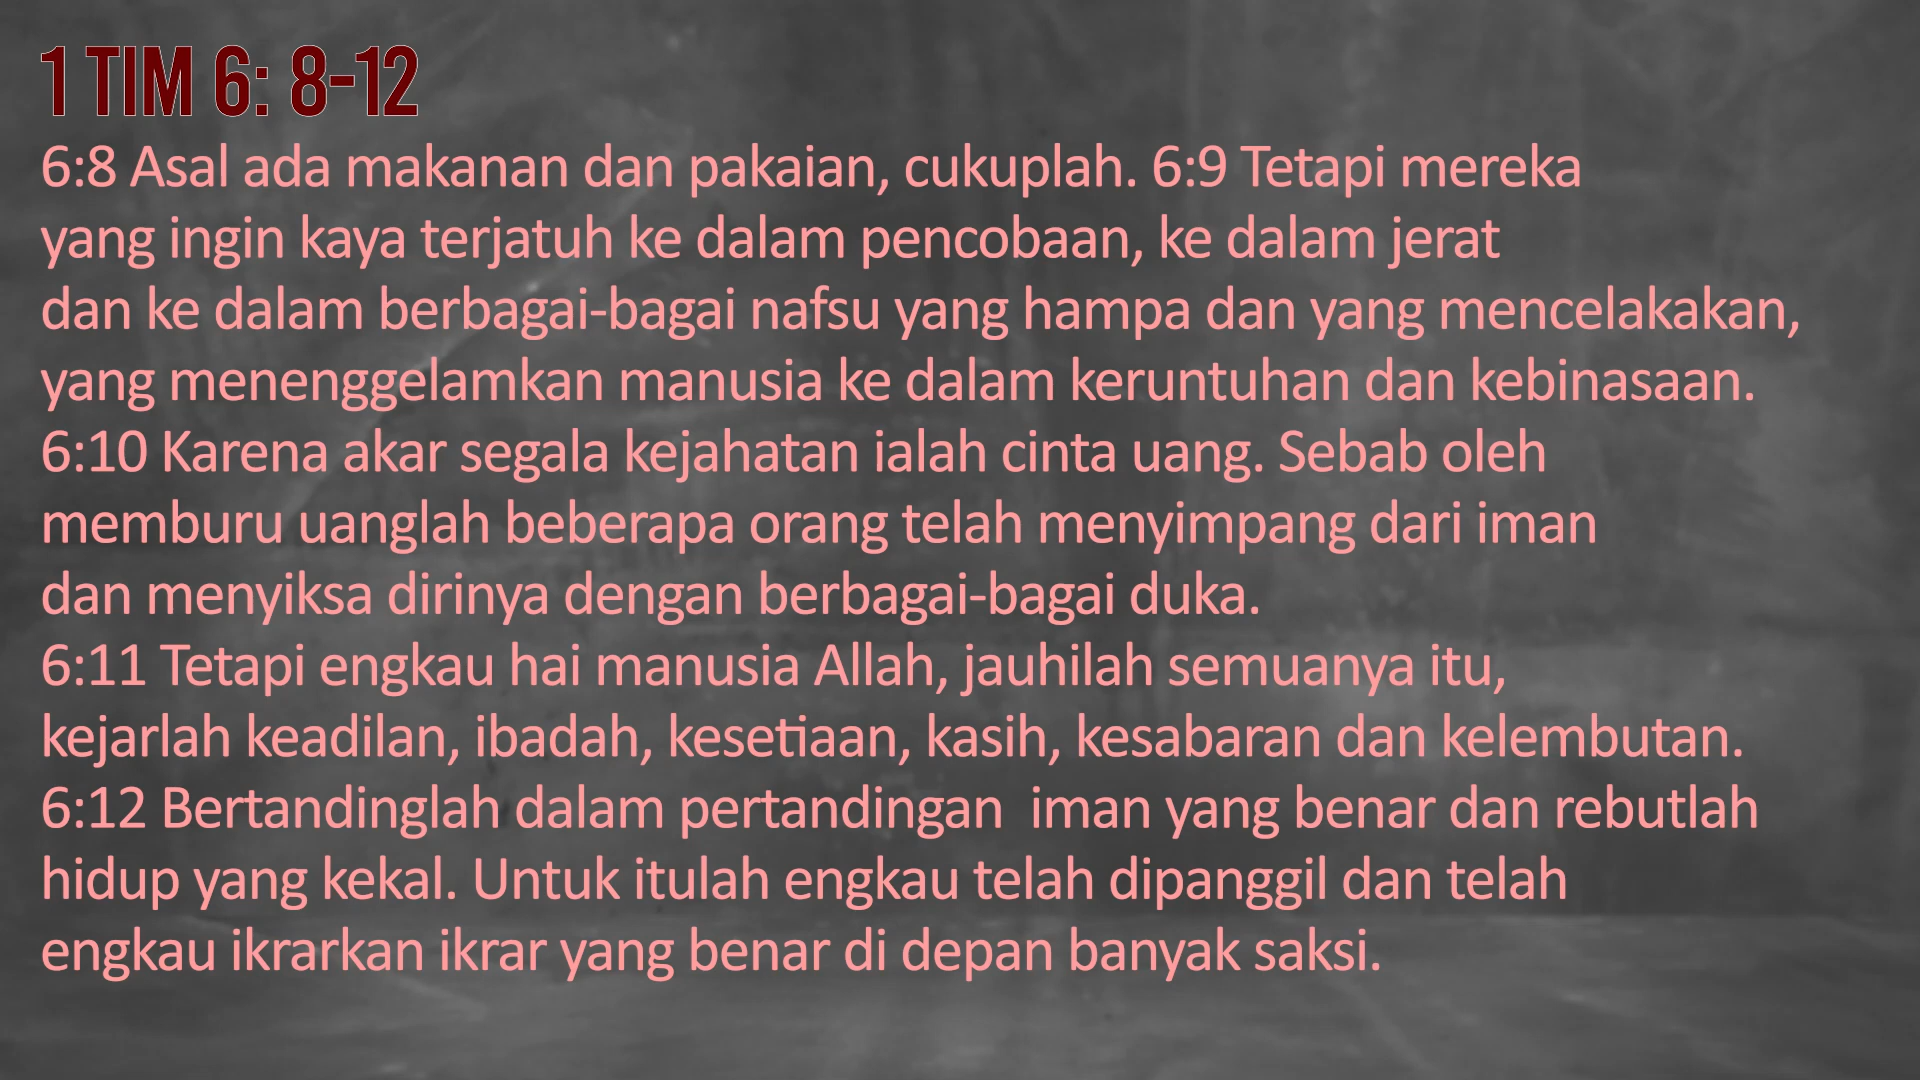 1 TIM 6: 8-12
6:8 Asal ada makanan dan pakaian, cukuplah. 6:9 Tetapi mereka
yang ingin kaya terjatuh ke dalam pencobaan, ke dalam jerat
dan ke dalam berbagai-bagai nafsu yang hampa dan yang mencelakakan,
yang menenggelamkan manusia ke dalam keruntuhan dan kebinasaan.
6:10 Karena akar segala kejahatan ialah cinta uang. Sebab oleh
memburu uanglah beberapa orang telah menyimpang dari iman
dan menyiksa dirinya dengan berbagai-bagai duka.
6:11 Tetapi engkau hai manusia Allah, jauhilah semuanya itu,
kejarlah keadilan, ibadah, kesetiaan, kasih, kesabaran dan kelembutan.
6:12 Bertandinglah dalam pertandingan  iman yang benar dan rebutlah
hidup yang kekal. Untuk itulah engkau telah dipanggil dan telah
engkau ikrarkan ikrar yang benar di depan banyak saksi.